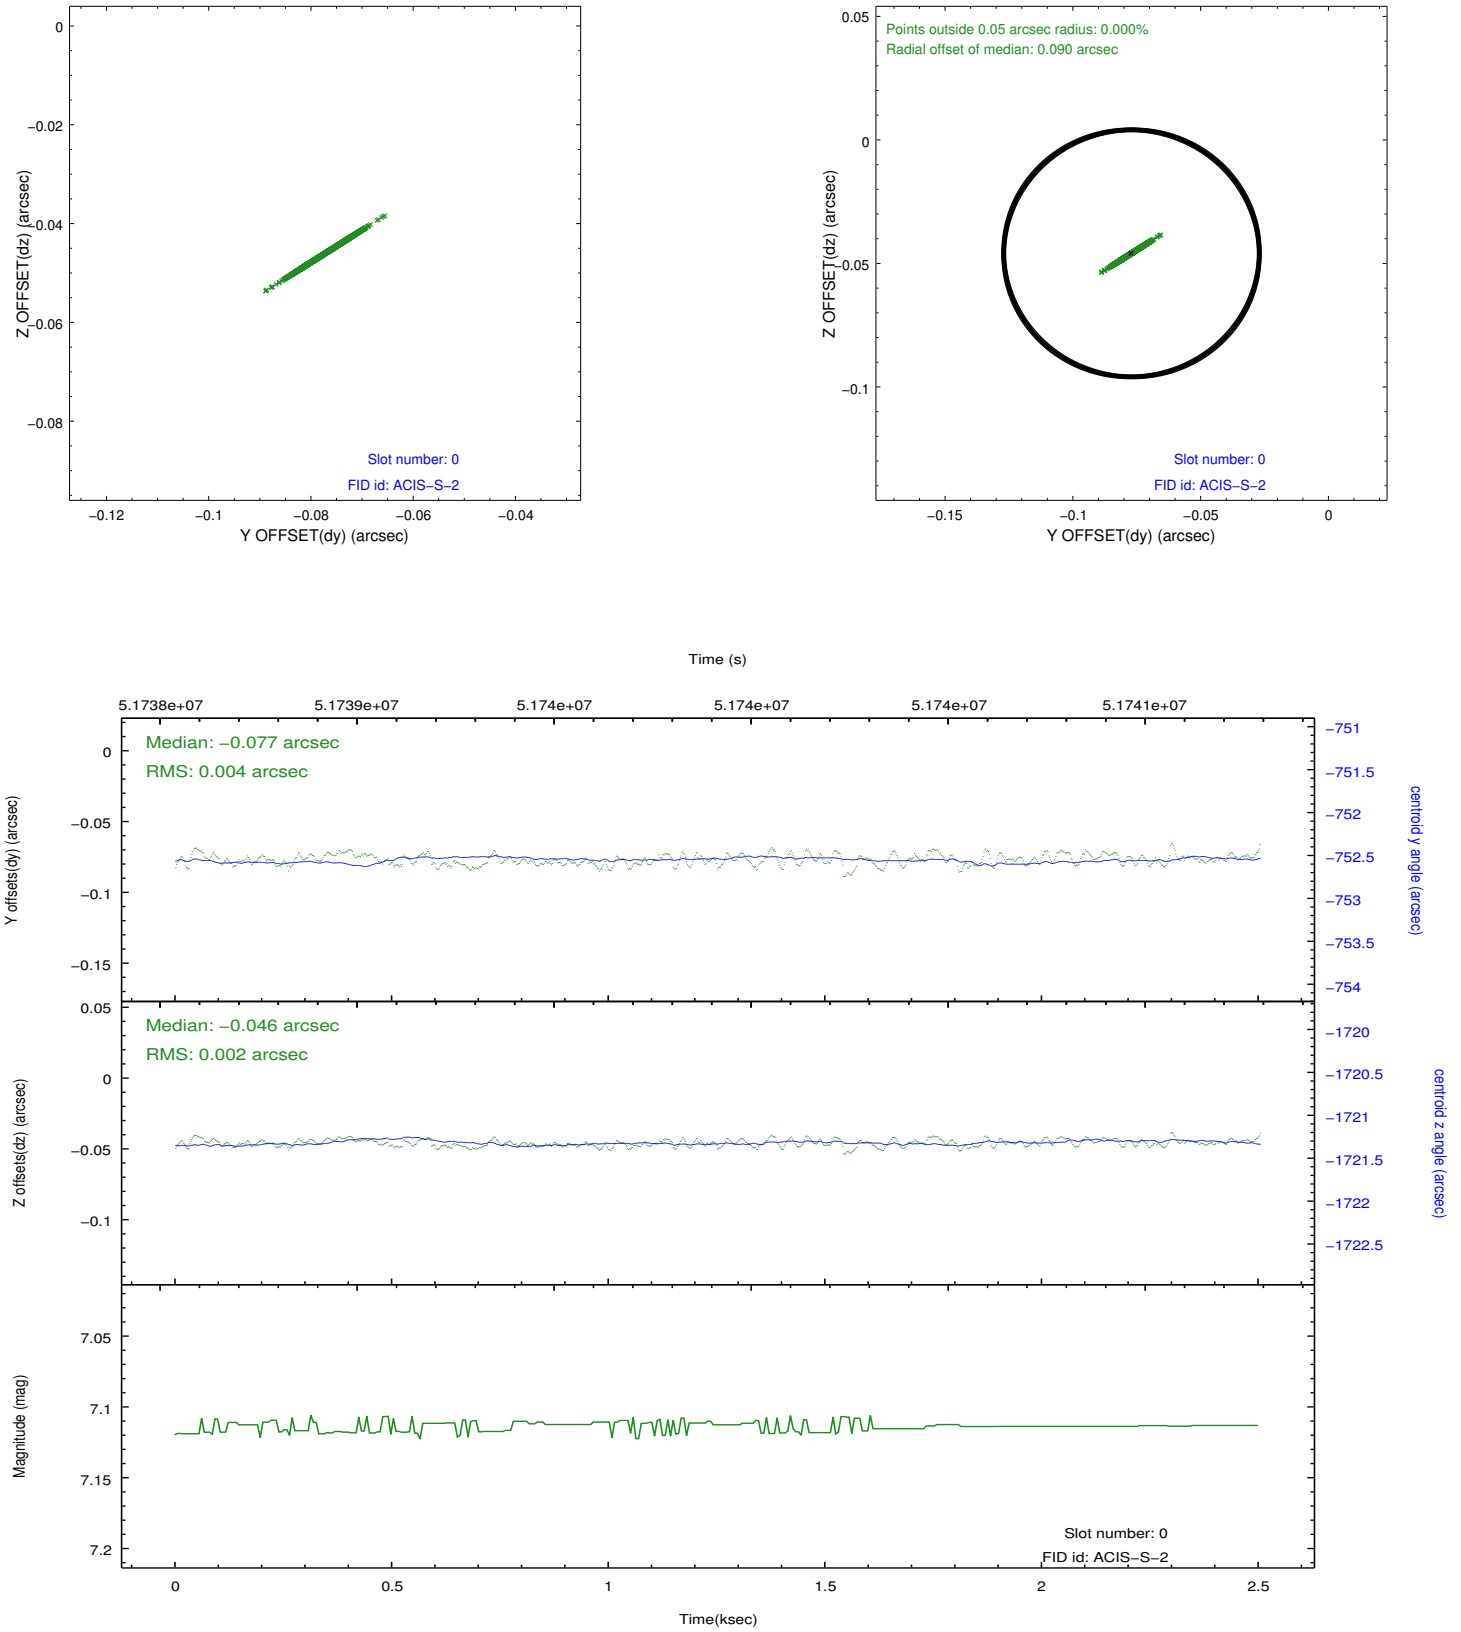 0
−0.02
−0.04
−0.06
−0.08
Z OFFSET(dz) (arcsec)
Slot number: 0
FID id: ACIS−S−2
−0.12
−0.1
−0.08
−0.06
−0.04
Y OFFSET(dy) (arcsec)
0.05
0
−0.05
−0.1
Z OFFSET(dz) (arcsec)
Points outside 0.05 arcsec radius: 0.000%
Radial offset of median: 0.090 arcsec
Slot number: 0
FID id: ACIS−S−2
−0.15
−0.1
−0.05
0
Y OFFSET(dy) (arcsec)
Time (s)
5.1738e+07
5.1739e+07
5.174e+07
5.174e+07
5.174e+07
5.1741e+07
Median: −0.077 arcsec
RMS: 0.004 arcsec
0
−0.05
−0.1
−0.15
Y offsets(dy) (arcsec)
−751
−751.5
−752
−752.5
−753
−753.5
−754
centroid y angle (arcsec)
Median: −0.046 arcsec
RMS: 0.002 arcsec
0.05
0
−0.05
−0.1
Z offsets(dz) (arcsec)
−1720
−1720.5
−1721
−1721.5
−1722
−1722.5
centroid z angle (arcsec)
7.05
7.1
7.15
7.2
Magnitude (mag)
Slot number: 0
FID id: ACIS−S−2
0
0.5
1
1.5
2
2.5
Time(ksec)